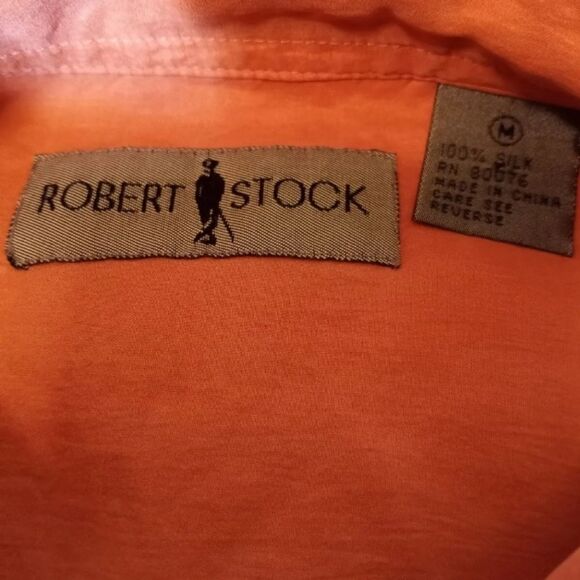 ROBERT STOCK
M
100% SILK
RN 80076
MADE IN CHINA
CARE SEE
REVERSE